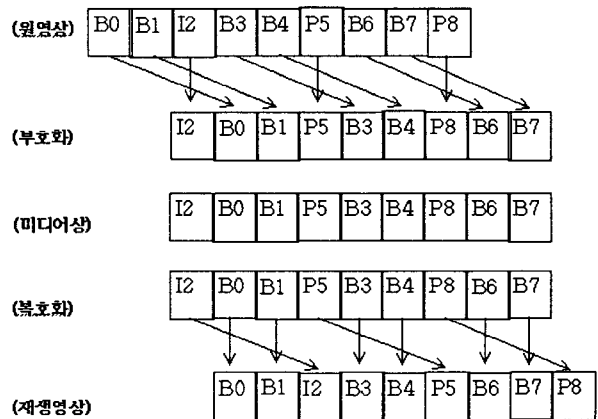 (원영상) B0 B1 I2 B3 B4 P5 B6 B7 P8
(부호화) I2 B0 B1 P5 B3 B4 P8 B6 B7
(미디어상) I2 B0 B1 P5 B3 B4 P8 B6 B7
(복호화) I2 B0 B1 P5 B3 B4 P8 B6 B7
(재생영상) B0 B1 I2 B3 B4 P5 B6 B7 P8